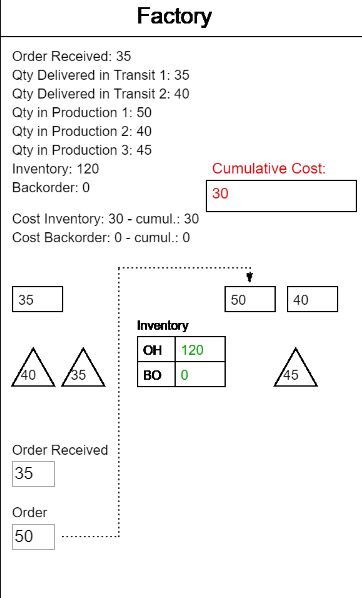 Factory
Order Received: 35
Qty Delivered in Transit 1: 35
Qty Delivered in Transit 2: 40
Qty in Production 1: 50
Qty in Production 2: 40
Qty in Production 3: 45
Inventory: 120
Backorder: 0
Cumulative Cost:
30
Cost Inventory: 30 - cumul.: 30
Cost Backorder: 0 - cumul.: 0
35
50
40
Inventory
OH 120
BO 0
40
35
45
Order Received
35
Order
50